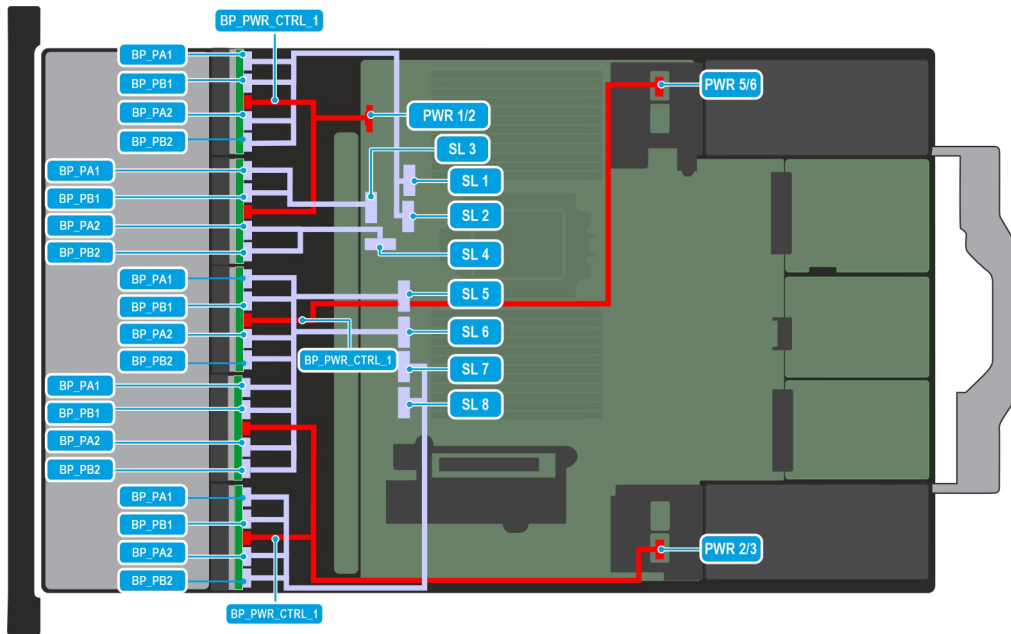 BP_PWR_CTRL_1
BP_PA1
BP_PB1
BP_PA2
BP_PB2
BP_PA1
BP_PB1
BP_PA2
BP_PB2
BP_PA1
BP_PB1
BP_PA2
BP_PB2
BP_PWR_CTRL_1
BP_PA1
BP_PB1
BP_PA2
BP_PB2
BP_PA1
BP_PB1
BP_PA2
BP_PB2
BP_PWR_CTRL_1
PWR 1/2
SL 3
SL 1
SL 2
SL 4
SL 5
SL 6
SL 7
SL 8
PWR 5/6
PWR 2/3